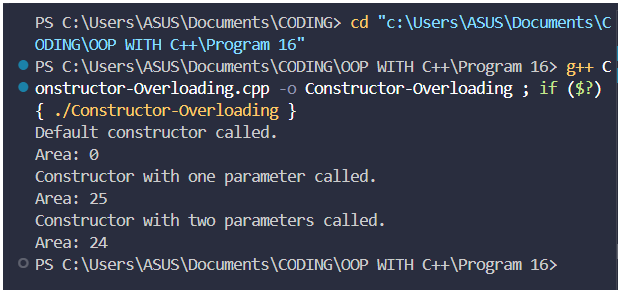 PS C:\Users\ASUS\Documents\CODING> cd "c:\Users\ASUS\Documents\C
ODING\OOP WITH C++\Program 16"
PS C:\Users\ASUS\Documents\CODING\OOP WITH C++\Program 16> g++ C
onstructor-Overloading.cpp -o Constructor-Overloading ; if ($?)
{ ./Constructor-Overloading }
Default constructor called.
Area: 0
Constructor with one parameter called.
Area: 25
Constructor with two parameters called.
Area: 24
PS C:\Users\ASUS\Documents\CODING\OOP WITH C++\Program 16>